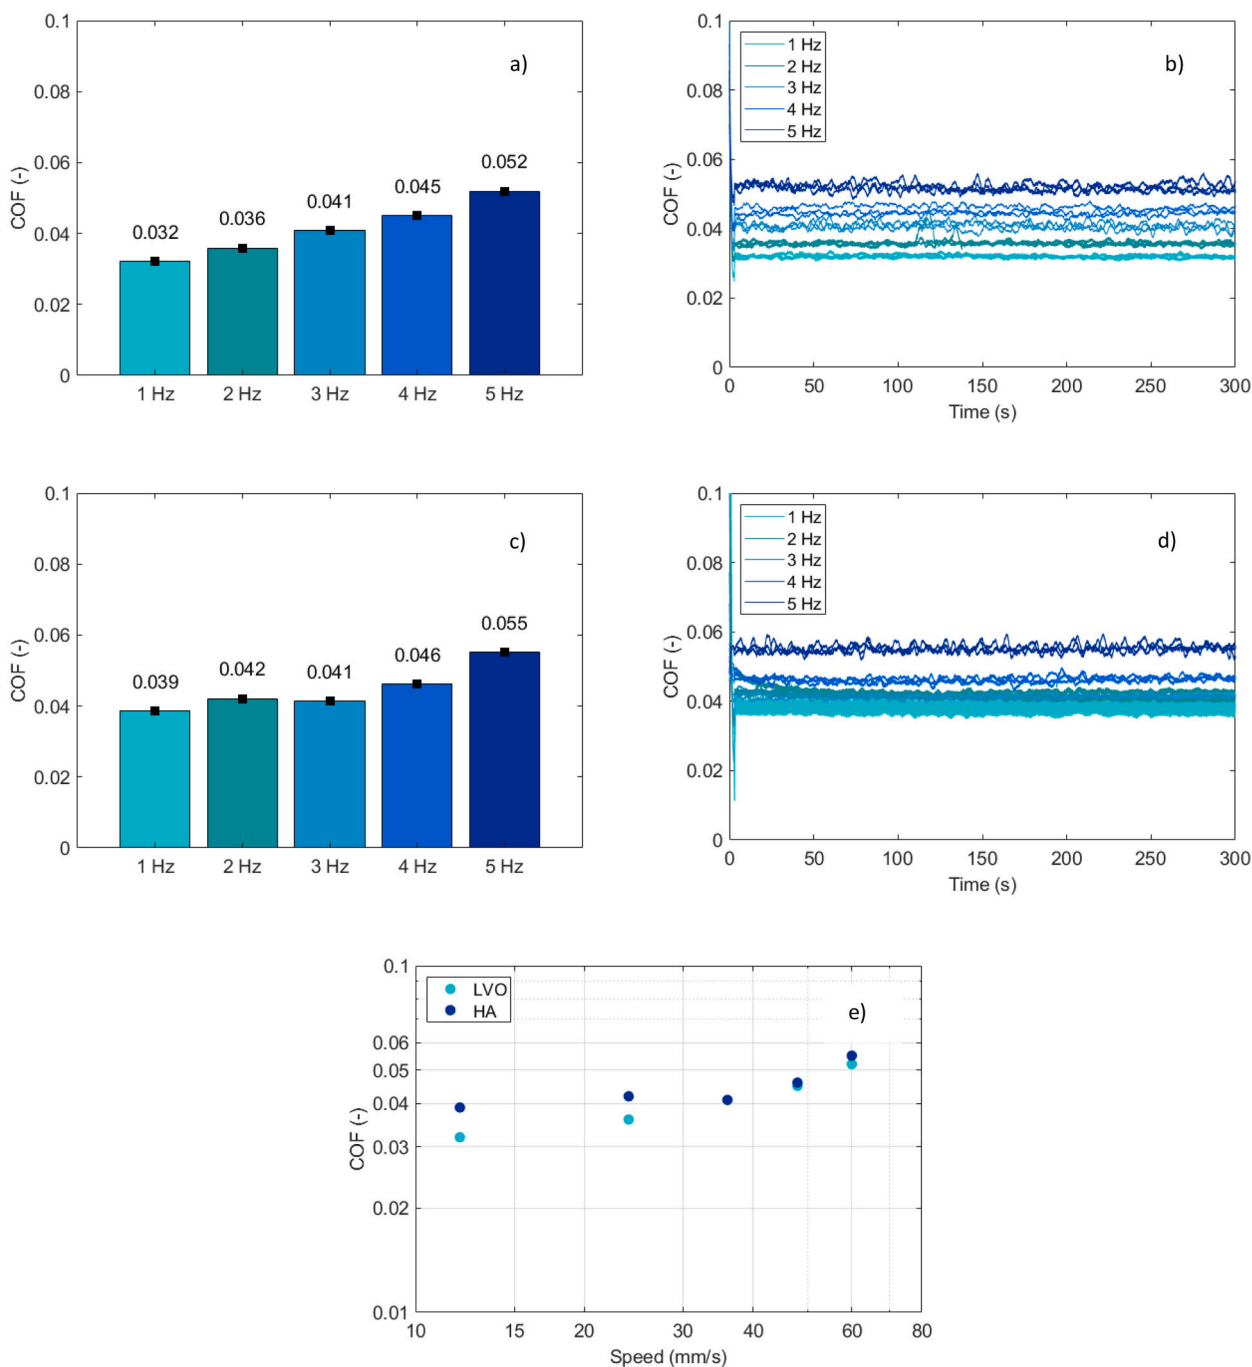 a)
0.1
0.08
0.06
0.04
0.02
0
COF (-)
0.032
0.036
0.041
0.045
0.052
1 Hz 2 Hz 3 Hz 4 Hz 5 Hz
b)
1 Hz
2 Hz
3 Hz
4 Hz
5 Hz
0.1
0.08
0.06
0.04
0.02
0
COF (-)
0 50 100 150 200 250 300
Time (s)
c)
0.1
0.08
0.06
0.04
0.02
0
COF (-)
0.039
0.042
0.041
0.046
0.055
1 Hz 2 Hz 3 Hz 4 Hz 5 Hz
d)
1 Hz
2 Hz
3 Hz
4 Hz
5 Hz
0.1
0.08
0.06
0.04
0.02
0
COF (-)
0 50 100 150 200 250 300
Time (s)
e)
LVO
HA
0.1
0.06
0.05
0.04
0.03
0.02
0.01
COF (-)
10 15 20 30 40 60 80
Speed (mm/s)